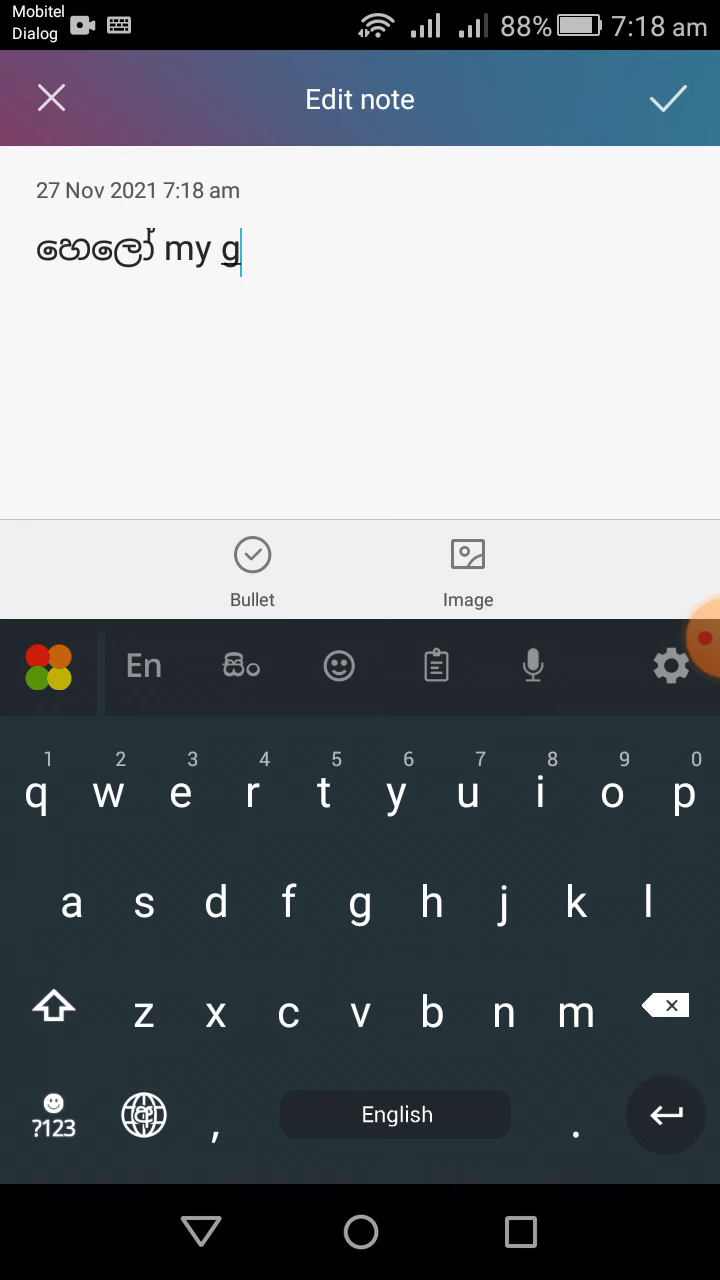 Mobitel
Dialog
88% 7:18 am
Edit note
27 Nov 2021 7:18 am
හෙලෝ my g
Bullet Image
En සිං
1 2 3 4 5 6 7 8 9 0
q w e r t y u i o p
a s d f g h j k l
z x c v b n m
?123 අ , English .